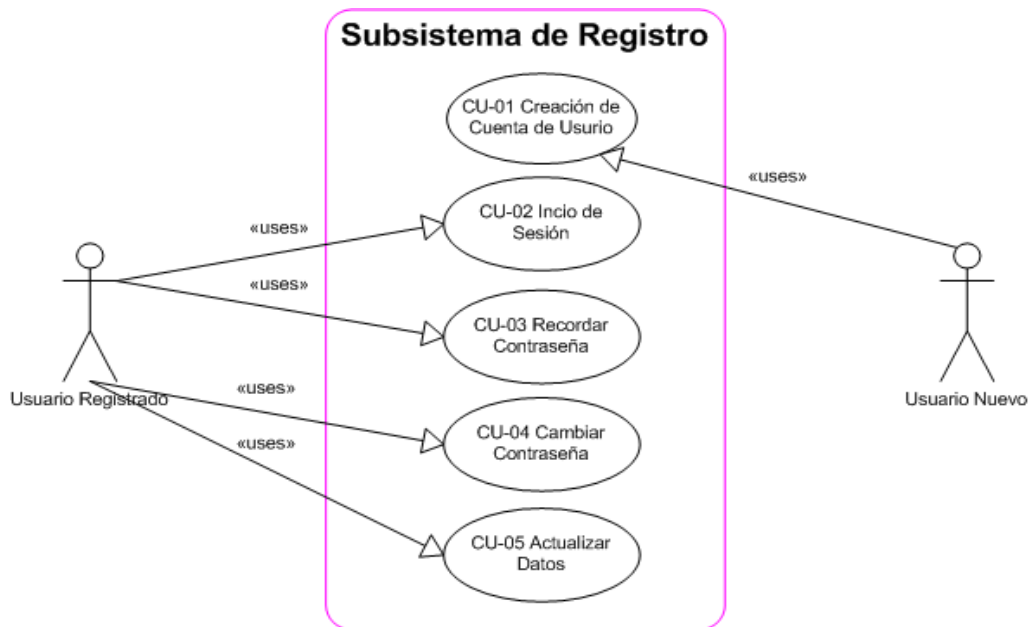 Subsistema de Registro
CU-01 Creación de
Cuenta de Usurio
«uses»
CU-02 Incio de
Sesión
«uses»
«uses»
CU-03 Recordar
Contraseña
Usuario Registrado
Usuario Nuevo
«uses»
CU-04 Cambiar
Contraseña
«uses»
CU-05 Actualizar
Datos